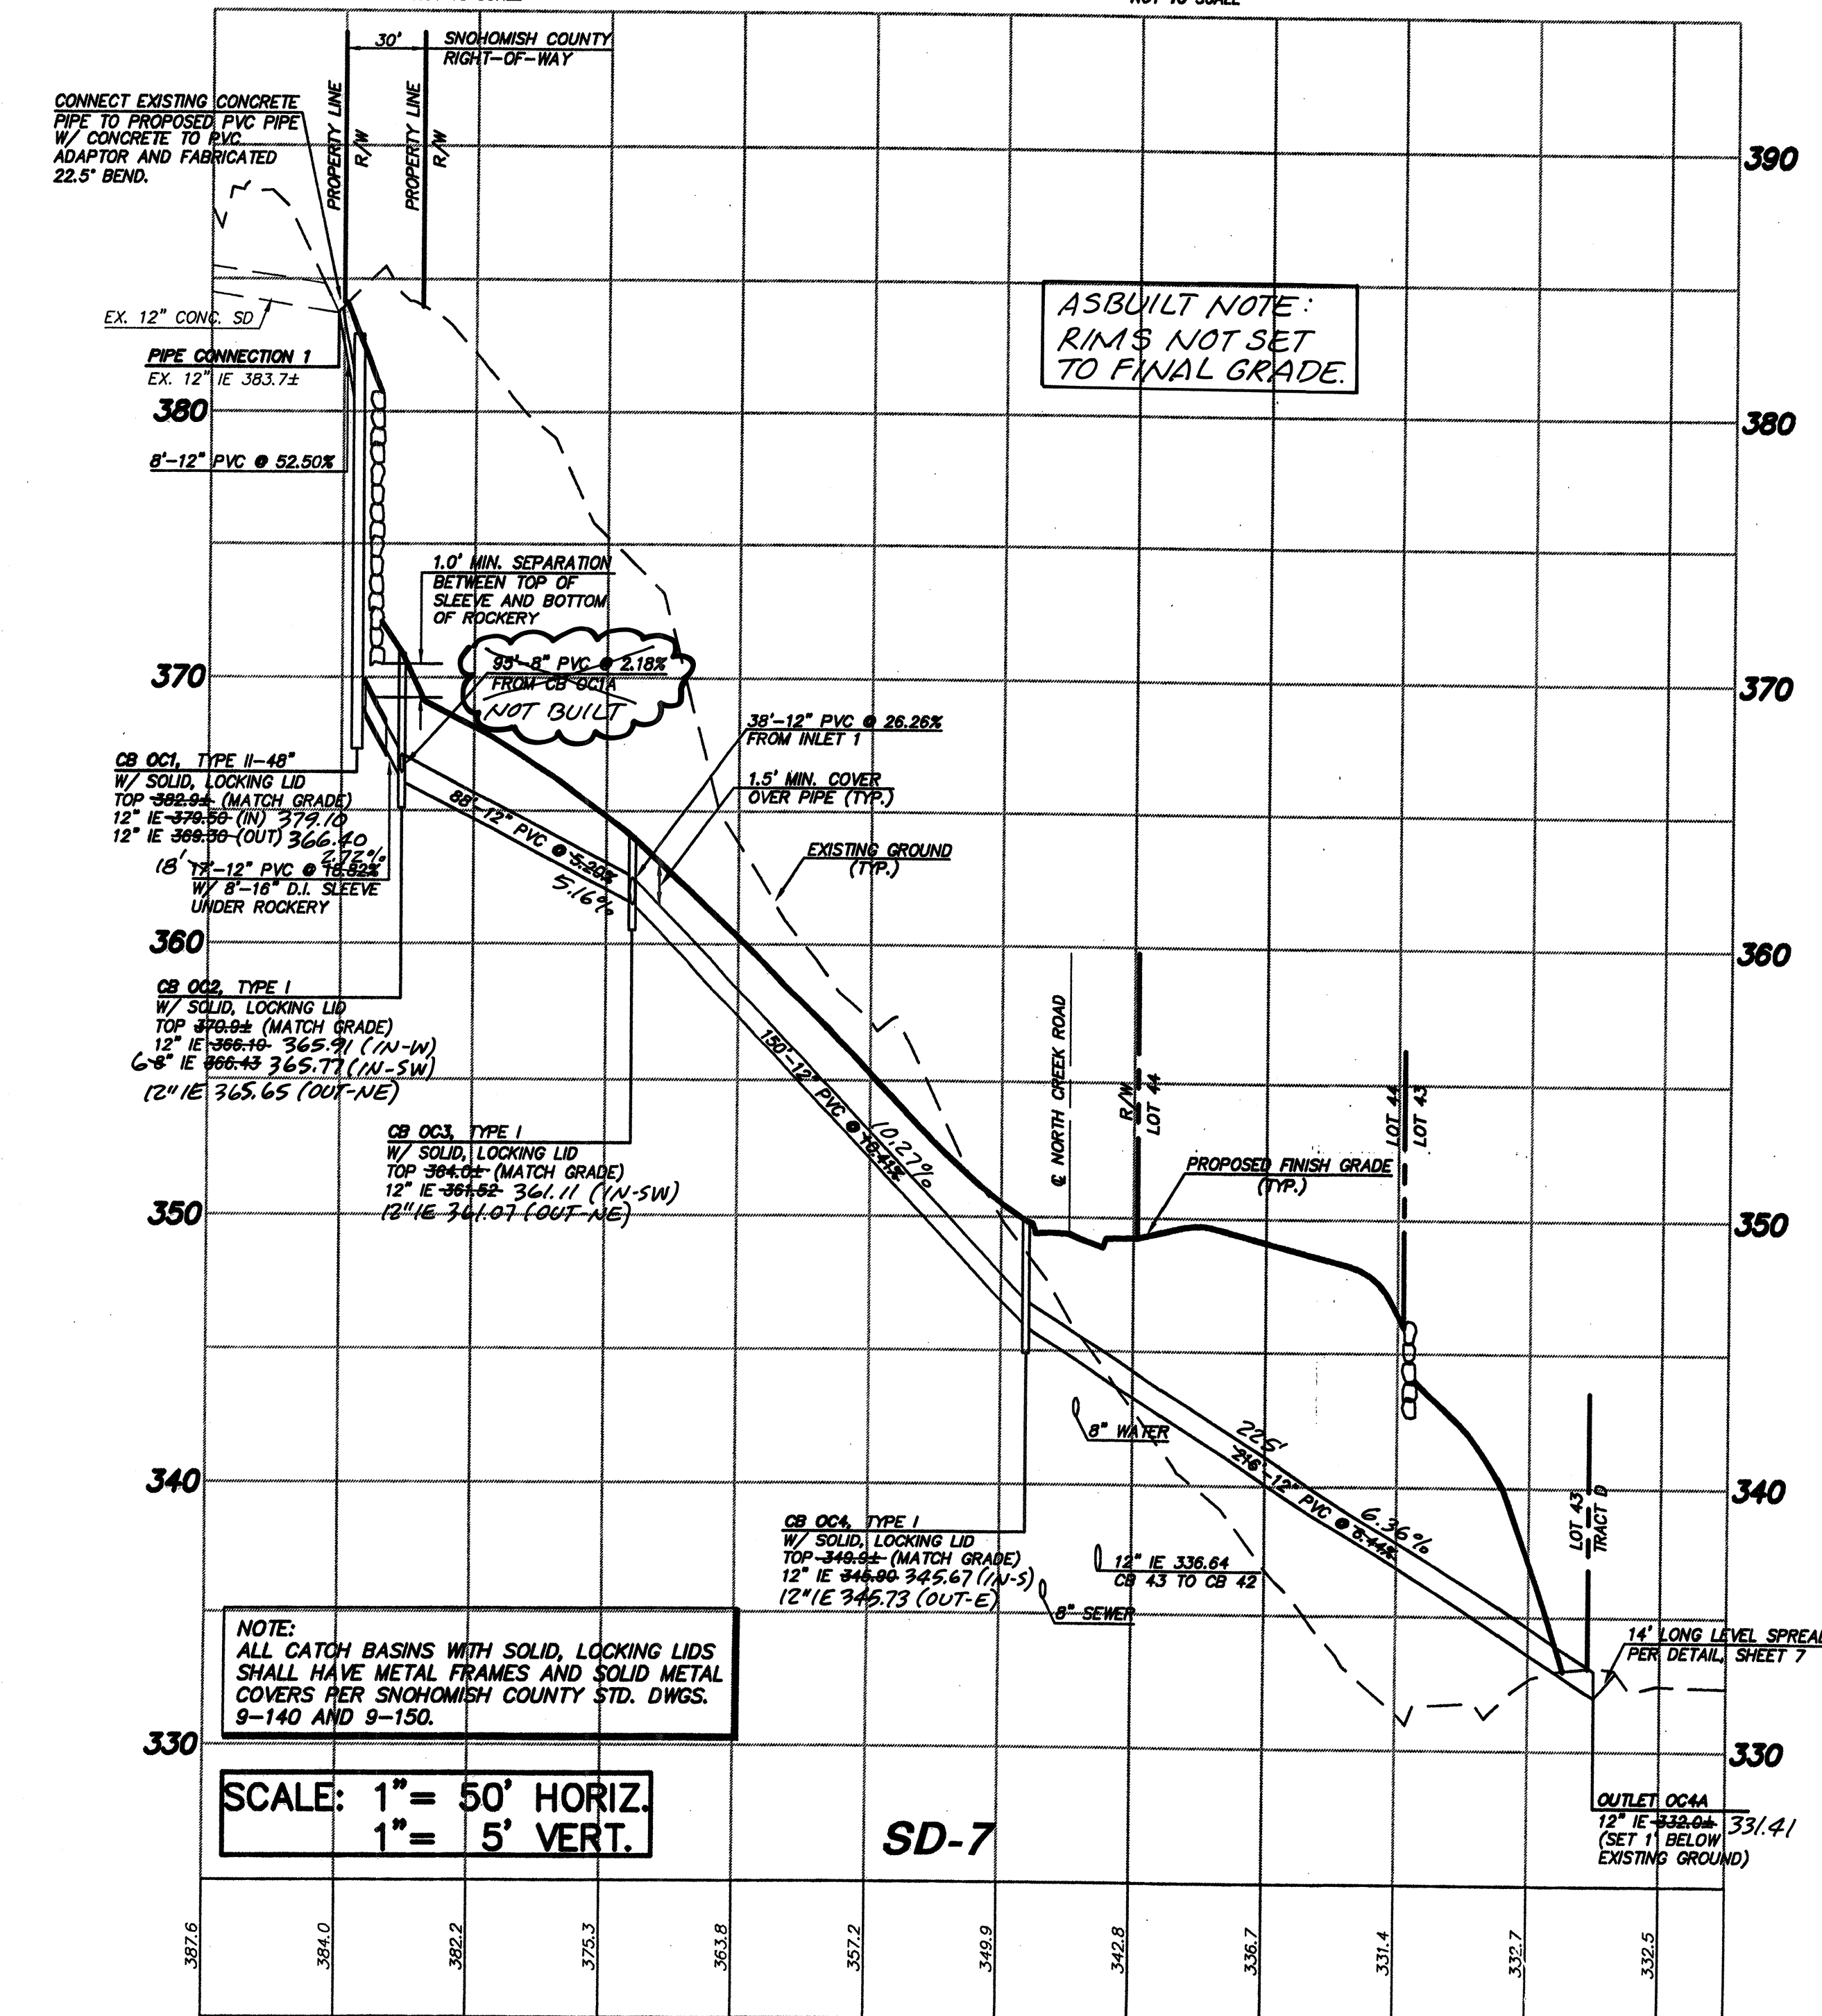 30'
SNOHOMISH COUNTY
RIGHT-OF-WAY
CONNECT EXISTING CONCRETE
PIPE TO PROPOSED PVC PIPE
W/ CONCRETE TO PVC
ADAPTOR AND FABRICATED
22.5° BEND.
PROPERTY LINE
R/W
PROPERTY LINE
R/W
390
EX. 12" CONC. SD
PIPE CONNECTION 1
EX. 12" IE 383.7±
ASBUILT NOTE:
RIMS NOT SET
TO FINAL GRADE.
380
380
8'-12" PVC @ 52.50%
1.0' MIN. SEPARATION
BETWEEN TOP OF
SLEEVE AND BOTTOM
OF ROCKERY
95'-8" PVC @ 2.18%
FROM CB OC1A
NOT BUILT
370
370
38'-12" PVC @ 26.26%
FROM INLET 1
1.5' MIN. COVER
OVER PIPE (TYP.)
CB OC1, TYPE II-48"
W/ SOLID, LOCKING LID
TOP 382.9± (MATCH GRADE)
12" IE 379.50 (IN) 379.10
12" IE 369.30 (OUT) 366.40
2.72%
18' 17'-12" PVC @ 18.82%
W/ 8'-16" D.I. SLEEVE
UNDER ROCKERY
88'-12" PVC @ 5.20%
5.16%
EXISTING GROUND
(TYP.)
360
360
CB OC2, TYPE I
W/ SOLID, LOCKING LID
TOP 370.9± (MATCH GRADE)
12" IE 366.10 365.91 (IN-W)
6 8" IE 366.43 365.77 (IN-SW)
12" IE 365.65 (OUT-NE)
150'-12" PVC @ 10.41%
10.27%
℄ NORTH CREEK ROAD
R/W
LOT 44
LOT 44
LOT 43
CB OC3, TYPE I
W/ SOLID, LOCKING LID
TOP 364.0± (MATCH GRADE)
12" IE 361.52 361.11 (IN-SW)
12" IE 361.07 (OUT-NE)
PROPOSED FINISH GRADE
(TYP.)
350
350
8" WATER
225'
216'-12" PVC @ 6.44%
6.36%
340
340
LOT 43
TRACT D
CB OC4, TYPE I
W/ SOLID, LOCKING LID
TOP 349.9± (MATCH GRADE)
12" IE 345.90 345.67 (IN-S)
12" IE 345.73 (OUT-E)
12" IE 336.64
CB 43 TO CB 42
8" SEWER
NOTE:
ALL CATCH BASINS WITH SOLID, LOCKING LIDS
SHALL HAVE METAL FRAMES AND SOLID METAL
COVERS PER SNOHOMISH COUNTY STD. DWGS.
9-140 AND 9-150.
14' LONG LEVEL SPREAD
PER DETAIL, SHEET 7
330
330
SCALE: 1"= 50' HORIZ.
1"= 5' VERT.
SD-7
OUTLET OC4A
12" IE 332.0± 331.41
(SET 1' BELOW
EXISTING GROUND)
387.6
384.0
382.2
375.3
363.8
357.2
349.9
342.8
336.7
331.4
332.7
332.5